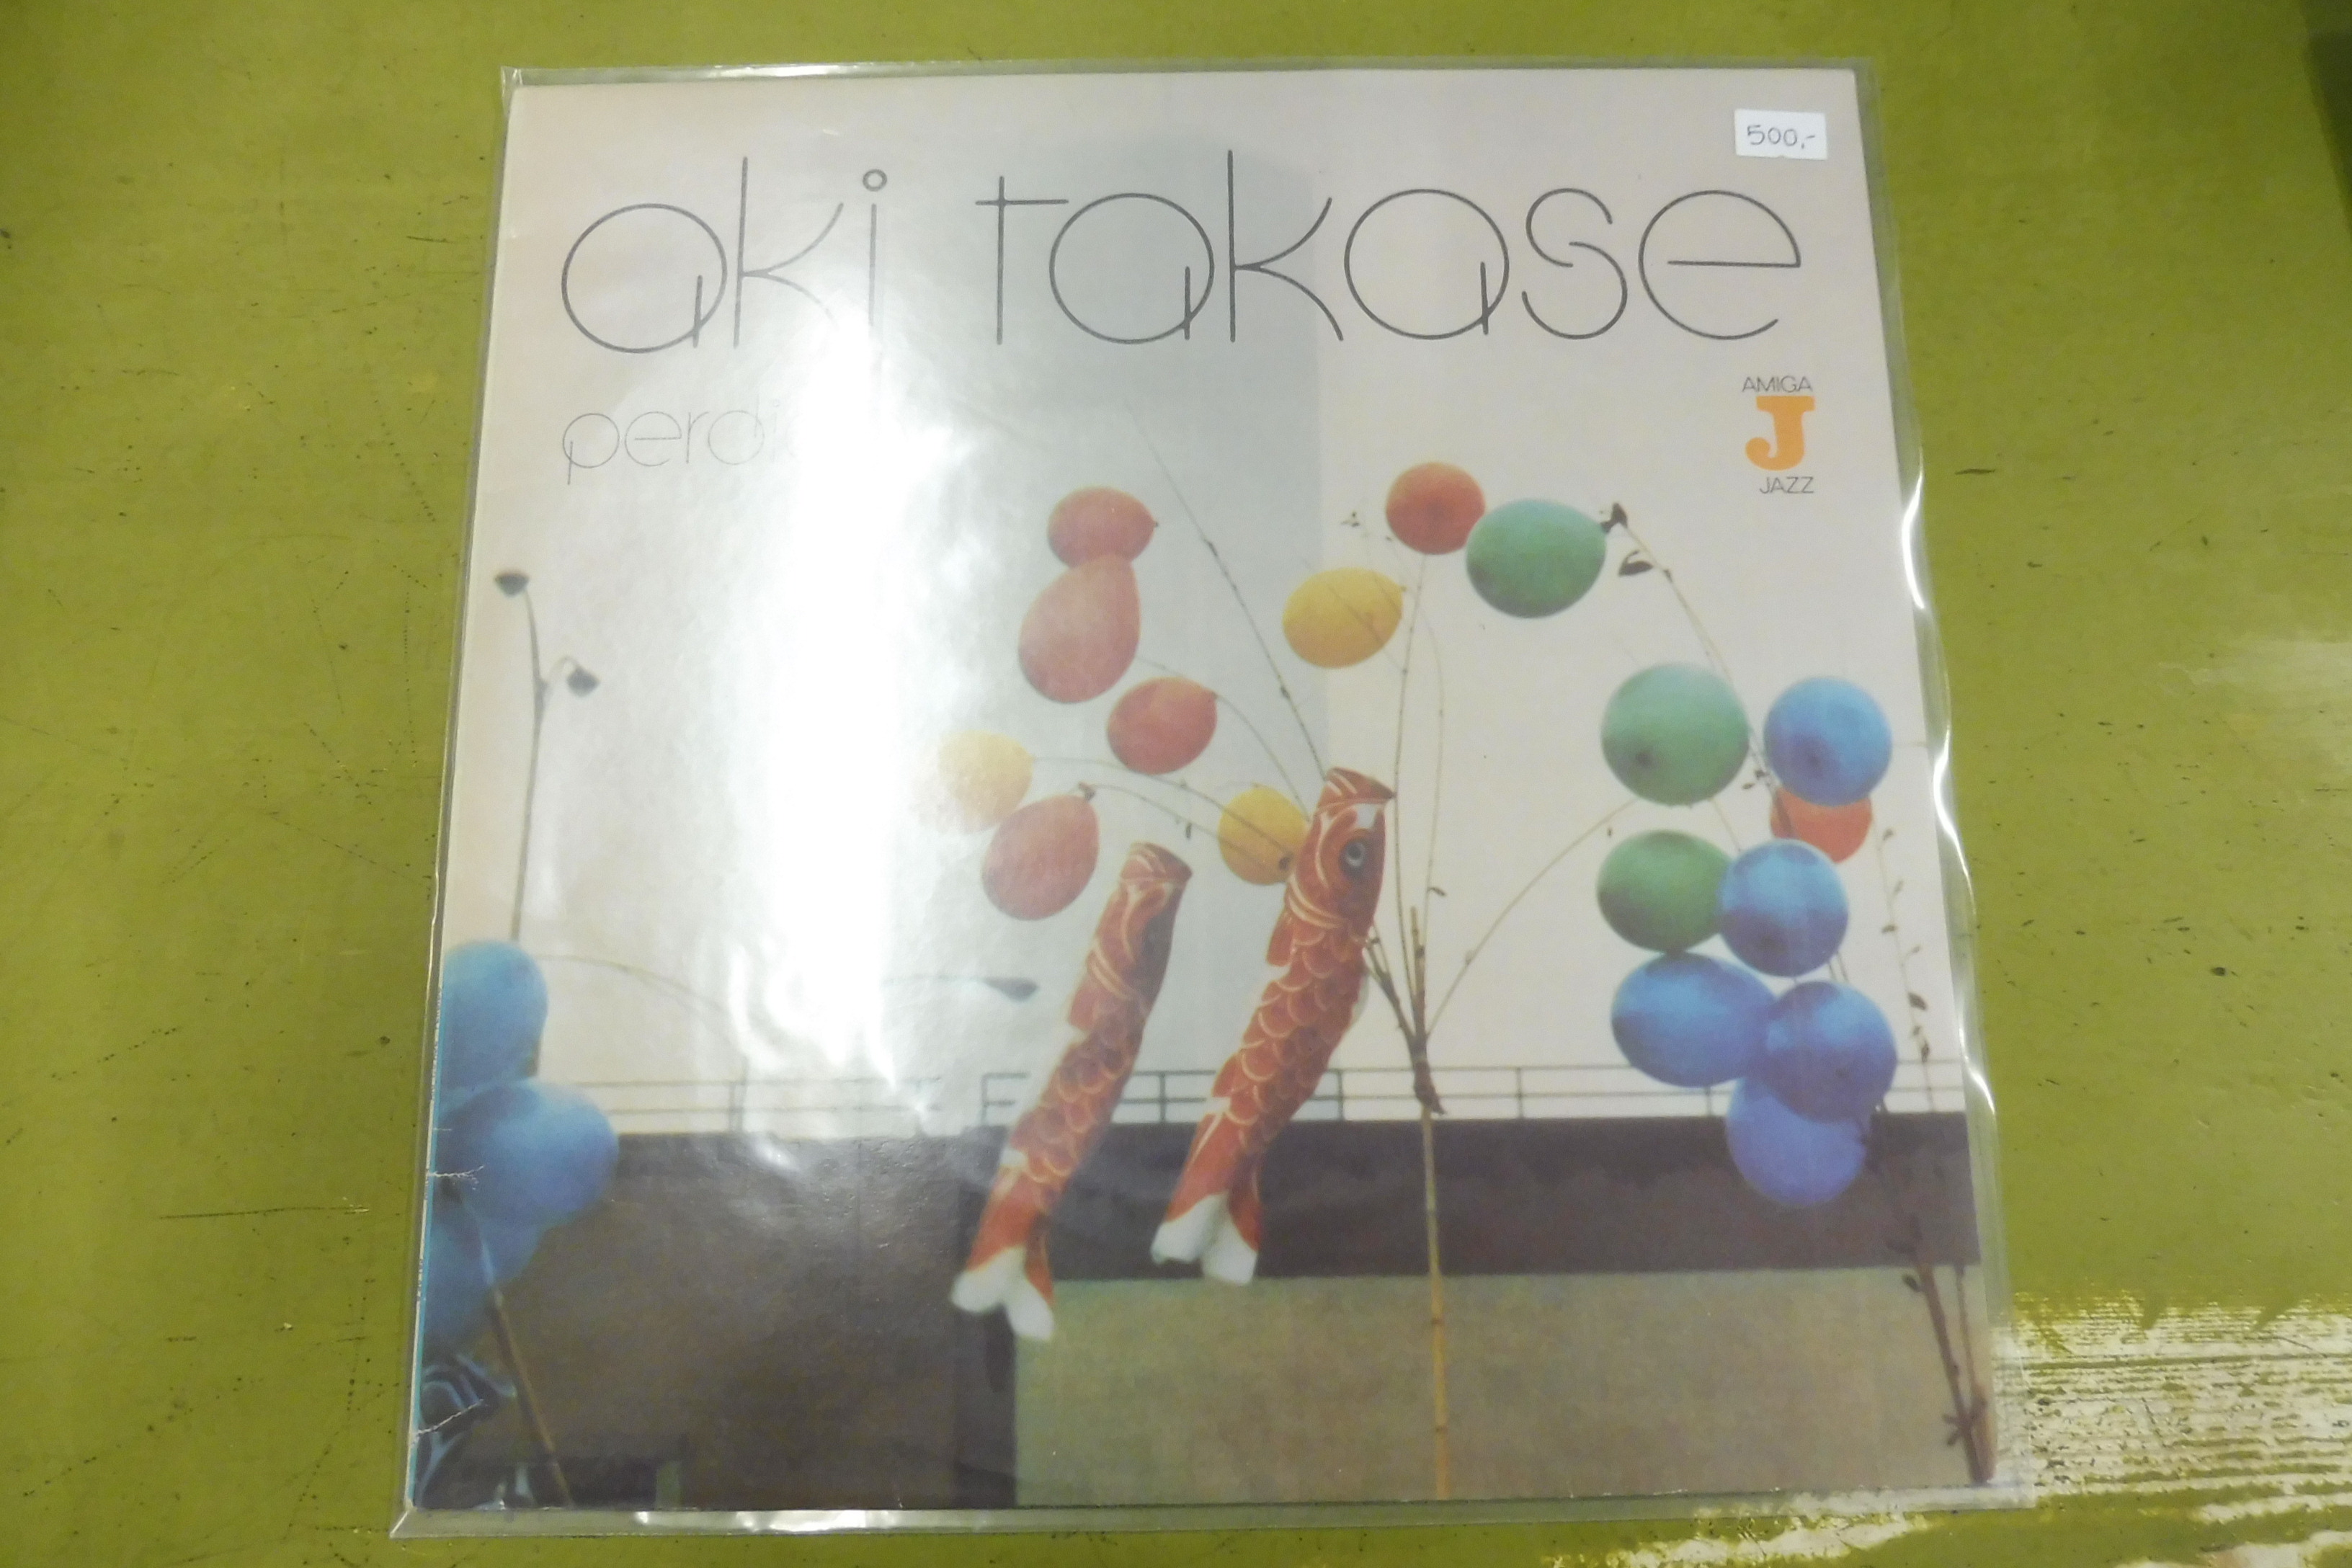 500,-
aki takase
AMIGA
J
JAZZ